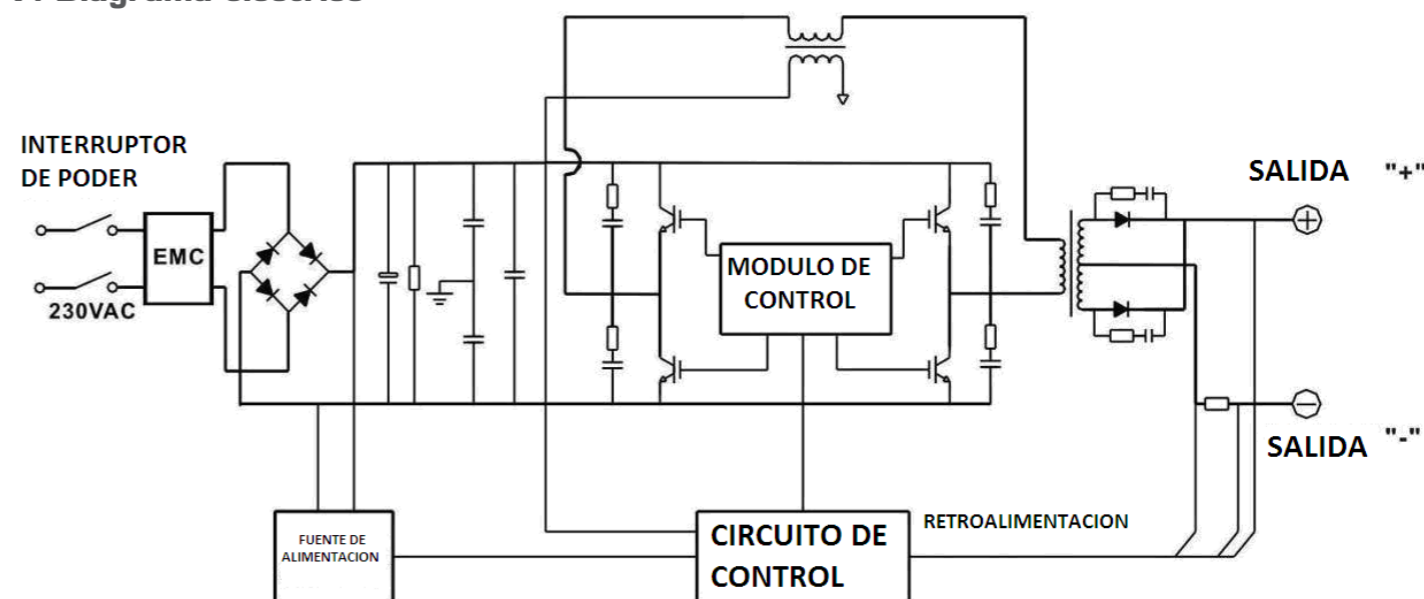 INTERRUPTOR
DE PODER
EMC
230VAC
MODULO DE
CONTROL
SALIDA "+"
SALIDA "-"
FUENTE DE
ALIMENTACION
CIRCUITO DE
CONTROL
RETROALIMENTACION